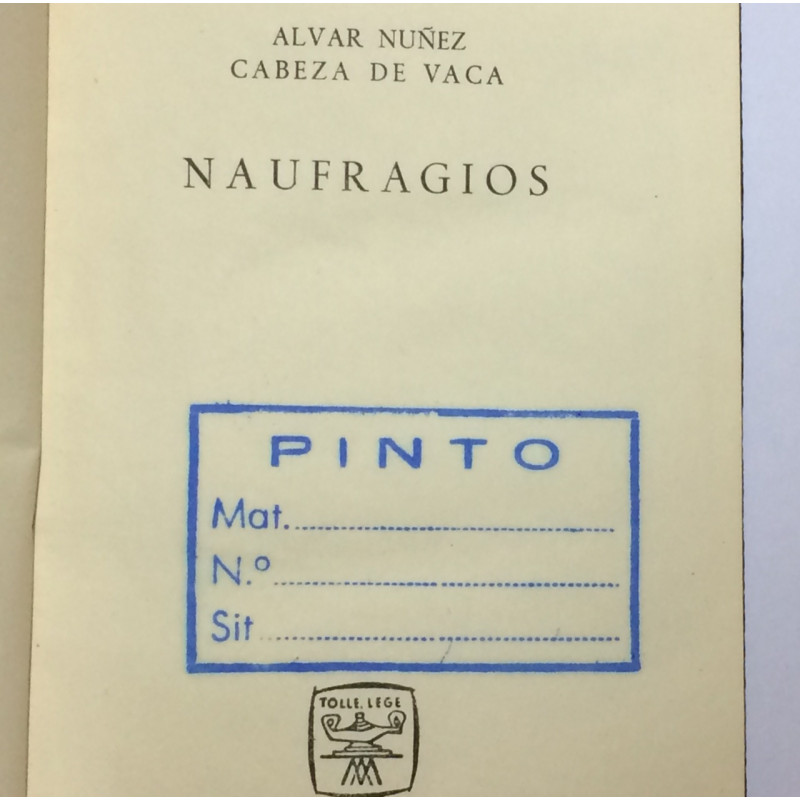 ALVAR NUÑEZ
CABEZA DE VACA
NAUFRAGIOS
PINTO
Mat.
N.º
Sit
TOLLE, LEGE